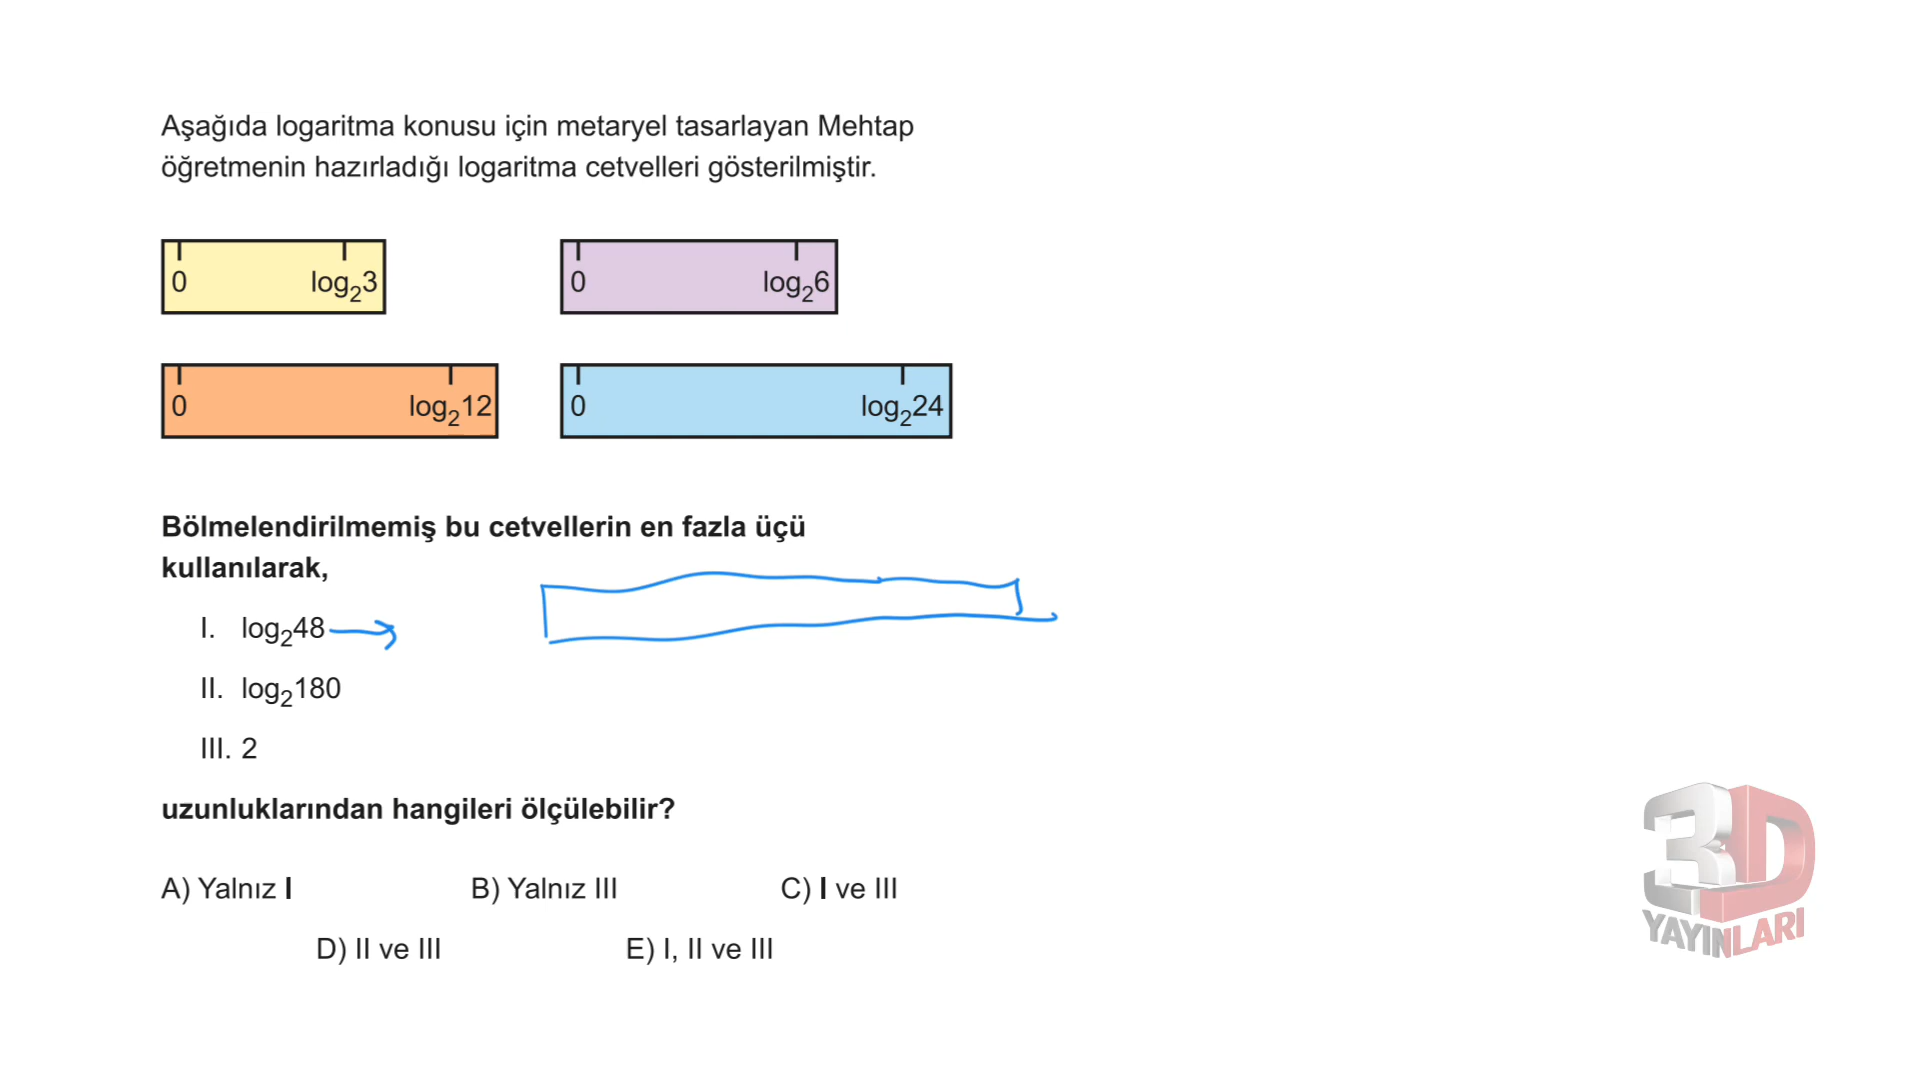 Aşağıda logaritma konusu için metaryel tasarlayan Mehtap
öğretmenin hazırladığı logaritma cetvelleri gösterilmiştir.
0 log₂3
0 log₂6
0 log₂12
0 log₂24
Bölmelendirilmemiş bu cetvellerin en fazla üçü
kullanılarak,
I. log₂48
II. log₂180
III. 2
uzunluklarından hangileri ölçülebilir?
A) Yalnız I B) Yalnız III C) I ve III
D) II ve III E) I, II ve III
3D
YAYINLARI